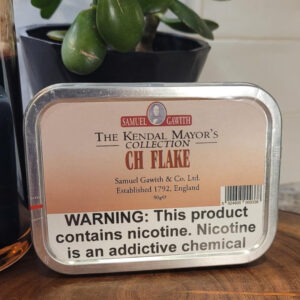 SAMUEL GAWITH
THE KENDAL MAYOR'S
COLLECTION
CH FLAKE
Samuel Gawith & Co. Ltd.
Established 1792, England
WARNING: This product
contains nicotine. Nicotine
is an addictive chemical